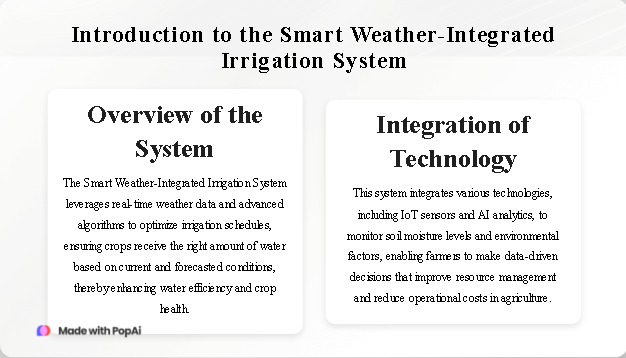 Introduction to the Smart Weather-Integrated
Irrigation System
Overview of the
System
The Smart Weather-Integrated Irrigation System
leverages real-time weather data and advanced
algorithms to optimize irrigation schedules,
ensuring crops receive the right amount of water
based on current and forecasted conditions,
thereby enhancing water efficiency and crop
health.
Integration of
Technology
This system integrates various technologies,
including IoT sensors and AI analytics, to
monitor soil moisture levels and environmental
factors, enabling farmers to make data-driven
decisions that improve resource management
and reduce operational costs in agriculture.
Made with PopAi